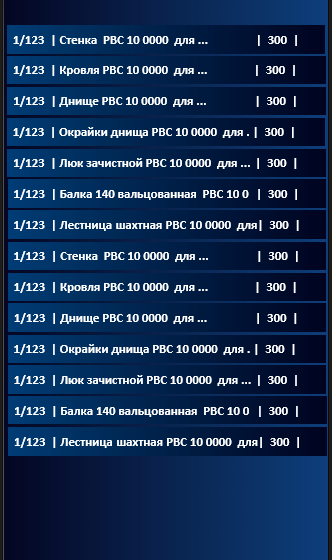 1/123 | Стенка РВС 10 0000 для ... | 300 |
1/123 | Кровля РВС 10 0000 для ... | 300 |
1/123 | Днище РВС 10 0000 для ... | 300 |
1/123 | Окрайки днища РВС 10 0000 для . | 300 |
1/123 | Люк зачистной РВС 10 0000 для ... | 300 |
1/123 | Балка 140 вальцованная РВС 10 0 | 300 |
1/123 | Лестница шахтная РВС 10 0000 для| 300 |
1/123 | Стенка РВС 10 0000 для ... | 300 |
1/123 | Кровля РВС 10 0000 для ... | 300 |
1/123 | Днище РВС 10 0000 для ... | 300 |
1/123 | Окрайки днища РВС 10 0000 для . | 300 |
1/123 | Люк зачистной РВС 10 0000 для ... | 300 |
1/123 | Балка 140 вальцованная РВС 10 0 | 300 |
1/123 | Лестница шахтная РВС 10 0000 для| 300 |